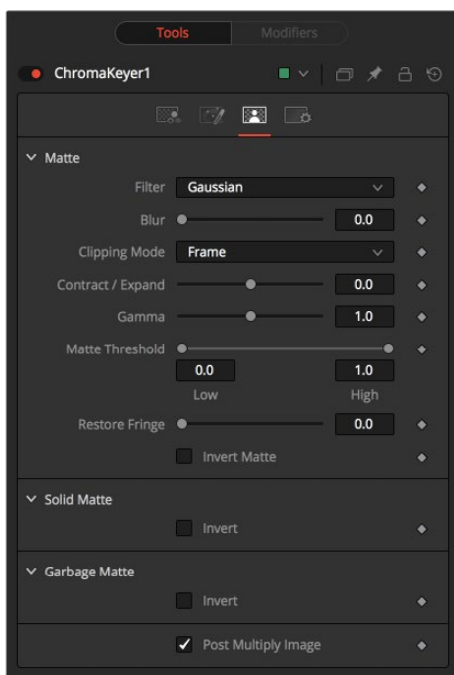 Tools Modifiers
ChromaKeyer1
Matte
Filter Gaussian
Blur 0.0
Clipping Mode Frame
Contract / Expand 0.0
Gamma 1.0
Matte Threshold
0.0 1.0
Low High
Restore Fringe 0.0
Invert Matte
Solid Matte
Invert
Garbage Matte
Invert
Post Multiply Image